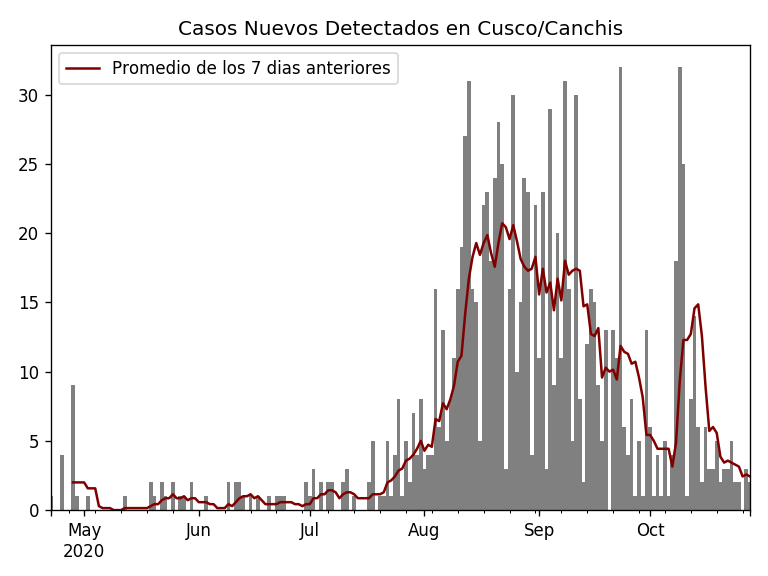 Casos Nuevos Detectados en Cusco/Canchis
Promedio de los 7 dias anteriores
30
25
20
15
10
5
0
May Jun Jul Aug Sep Oct
2020